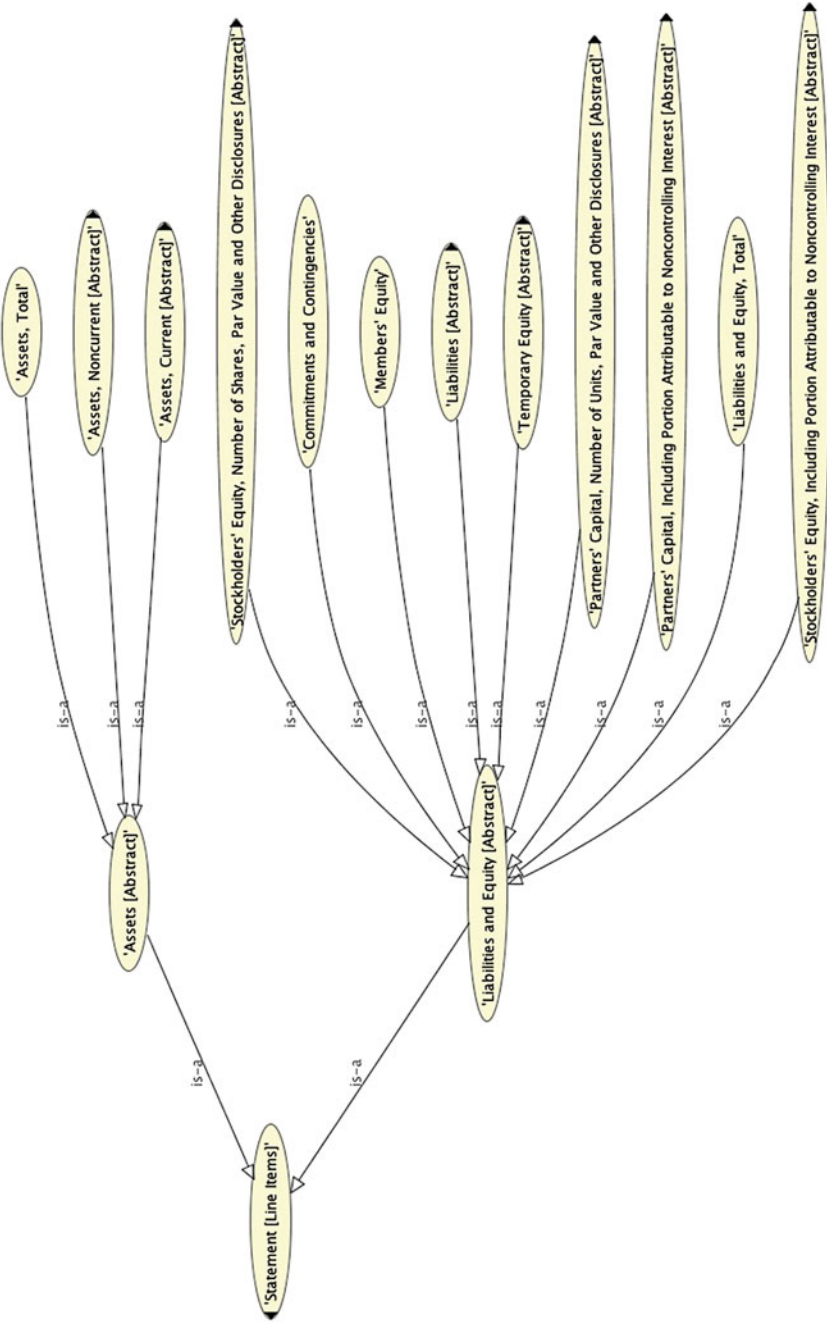 'Assets, Total'
'Assets, Noncurrent [Abstract]'
'Assets, Current [Abstract]'
'Stockholders' Equity, Number of Shares, Par Value and Other Disclosures [Abstract]'
'Commitments and Contingencies'
'Members' Equity'
'Liabilities [Abstract]'
'Temporary Equity [Abstract]'
'Partners' Capital, Number of Units, Par Value and Other Disclosures [Abstract]'
'Partners' Capital, Including Portion Attributable to Noncontrolling Interest [Abstract]'
'Liabilities and Equity, Total'
'Stockholders' Equity, Including Portion Attributable to Noncontrolling Interest [Abstract]'
is-a
is-a
is-a
is-a
is-a
is-a
is-a
is-a
is-a
is-a
is-a
is-a
'Assets [Abstract]'
'Liabilities and Equity [Abstract]'
is-a
is-a
'Statement [Line Items]'